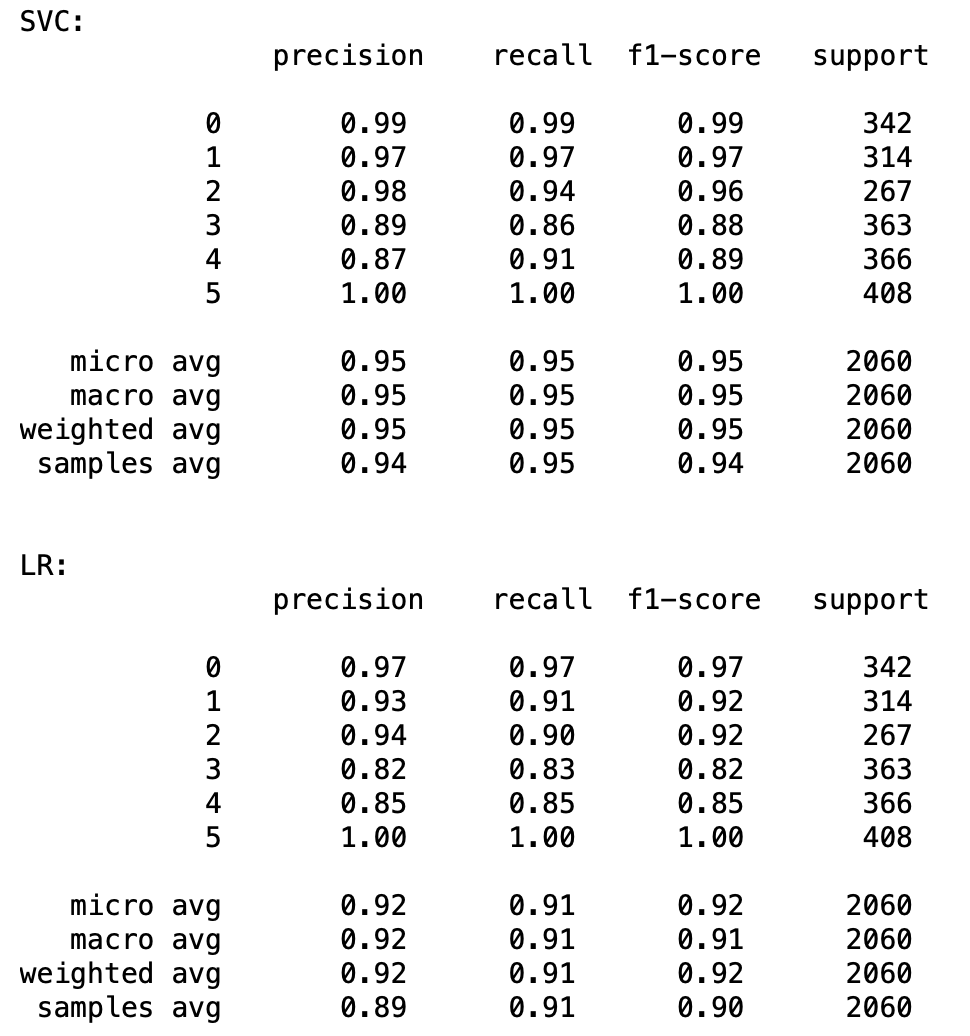 SVC:
precision recall f1-score support
0 0.99 0.99 0.99 342
1 0.97 0.97 0.97 314
2 0.98 0.94 0.96 267
3 0.89 0.86 0.88 363
4 0.87 0.91 0.89 366
5 1.00 1.00 1.00 408
micro avg 0.95 0.95 0.95 2060
macro avg 0.95 0.95 0.95 2060
weighted avg 0.95 0.95 0.95 2060
samples avg 0.94 0.95 0.94 2060
LR:
precision recall f1-score support
0 0.97 0.97 0.97 342
1 0.93 0.91 0.92 314
2 0.94 0.90 0.92 267
3 0.82 0.83 0.82 363
4 0.85 0.85 0.85 366
5 1.00 1.00 1.00 408
micro avg 0.92 0.91 0.92 2060
macro avg 0.92 0.91 0.91 2060
weighted avg 0.92 0.91 0.92 2060
samples avg 0.89 0.91 0.90 2060